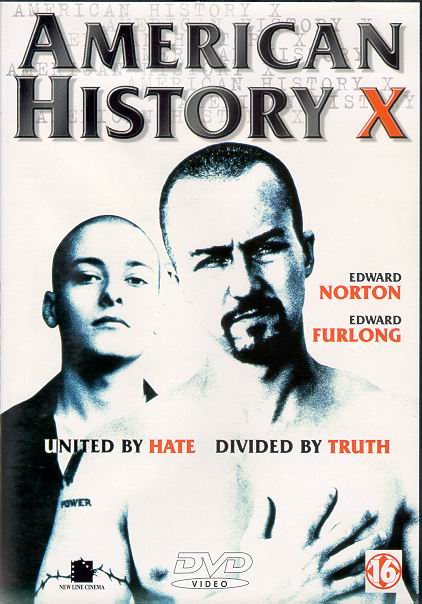 AMERICAN
HISTORY X
EDWARD
NORTON
EDWARD
FURLONG
UNITED BY HATE DIVIDED BY TRUTH
POWER
NEW LINE CINEMA
DVD
VIDEO
16